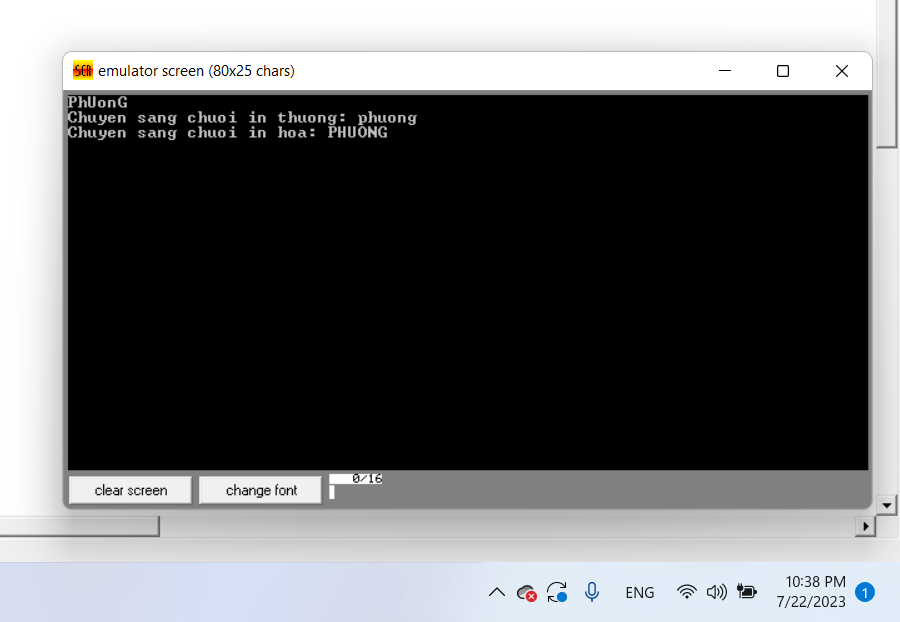 SCR emulator screen (80x25 chars)
PhUonG
Chuyen sang chuoi in thuong: phuong
Chuyen sang chuoi in hoa: PHUONG
clear screen change font 0/16
ENG 10:38 PM
7/22/2023 1